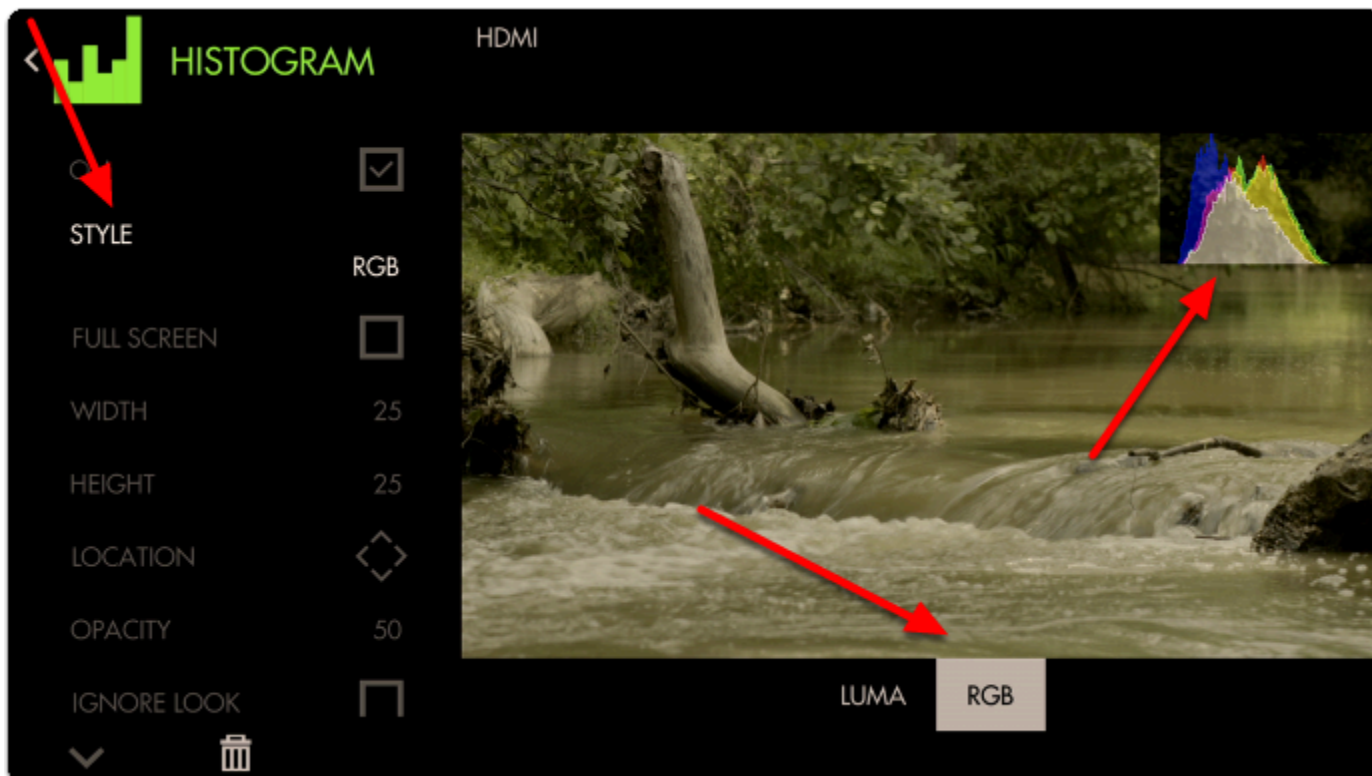 HISTOGRAM
HDMI
STYLE
RGB
FULL SCREEN
WIDTH 25
HEIGHT 25
LOCATION
OPACITY 50
IGNORE LOOK
LUMA RGB